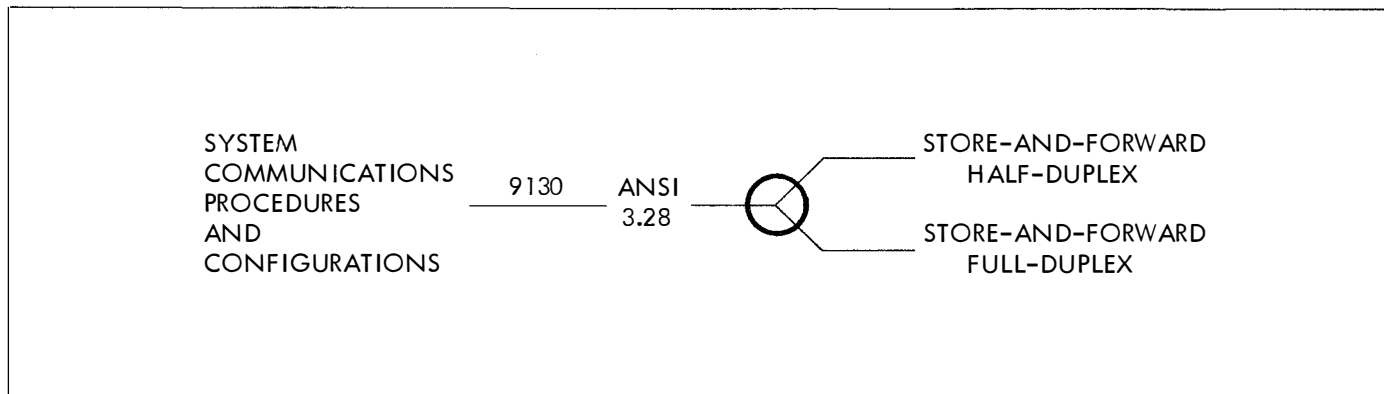 SYSTEM
COMMUNICATIONS
PROCEDURES
AND
CONFIGURATIONS
9130
ANSI
3.28
STORE-AND-FORWARD
HALF-DUPLEX
STORE-AND-FORWARD
FULL-DUPLEX